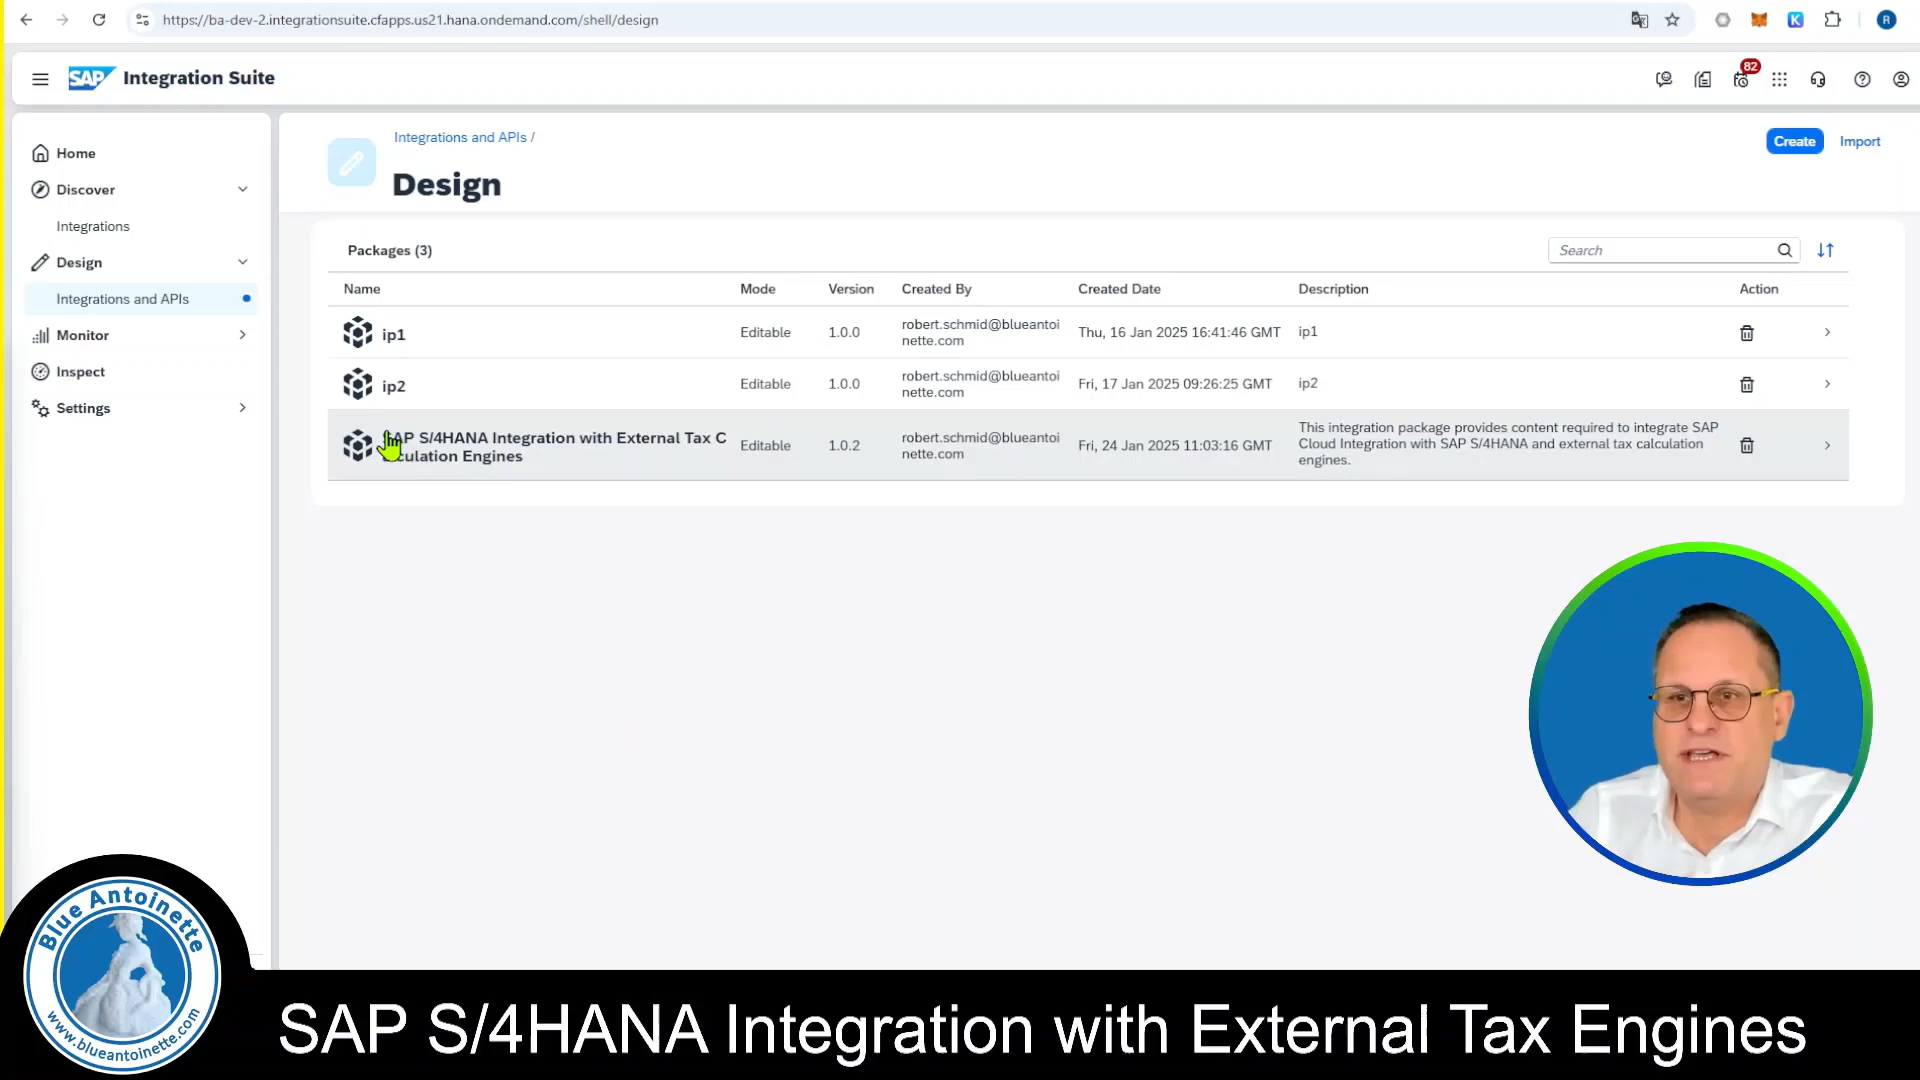 https://ba-dev-2.integrationsuite.cfapps.us21.hana.ondemand.com/shell/design
R
SAP Integration Suite
82
Home
Discover
Integrations
Design
Integrations and APIs
Monitor
Inspect
Settings
Integrations and APIs /
Design
Create
Import
Packages (3)
Search
Name Mode Version Created By Created Date Description Action
ip1 Editable 1.0.0 robert.schmid@blueantoi
nette.com Thu, 16 Jan 2025 16:41:46 GMT ip1
ip2 Editable 1.0.0 robert.schmid@blueantoi
nette.com Fri, 17 Jan 2025 09:26:25 GMT ip2
SAP S/4HANA Integration with External Tax C
alculation Engines
Editable 1.0.2 robert.schmid@blueantoi
nette.com Fri, 24 Jan 2025 11:03:16 GMT
This integration package provides content required to integrate SAP
Cloud Integration with SAP S/4HANA and external tax calculation
engines.
Blue Antoinette
www.blueantoinette.com
SAP S/4HANA Integration with External Tax Engines